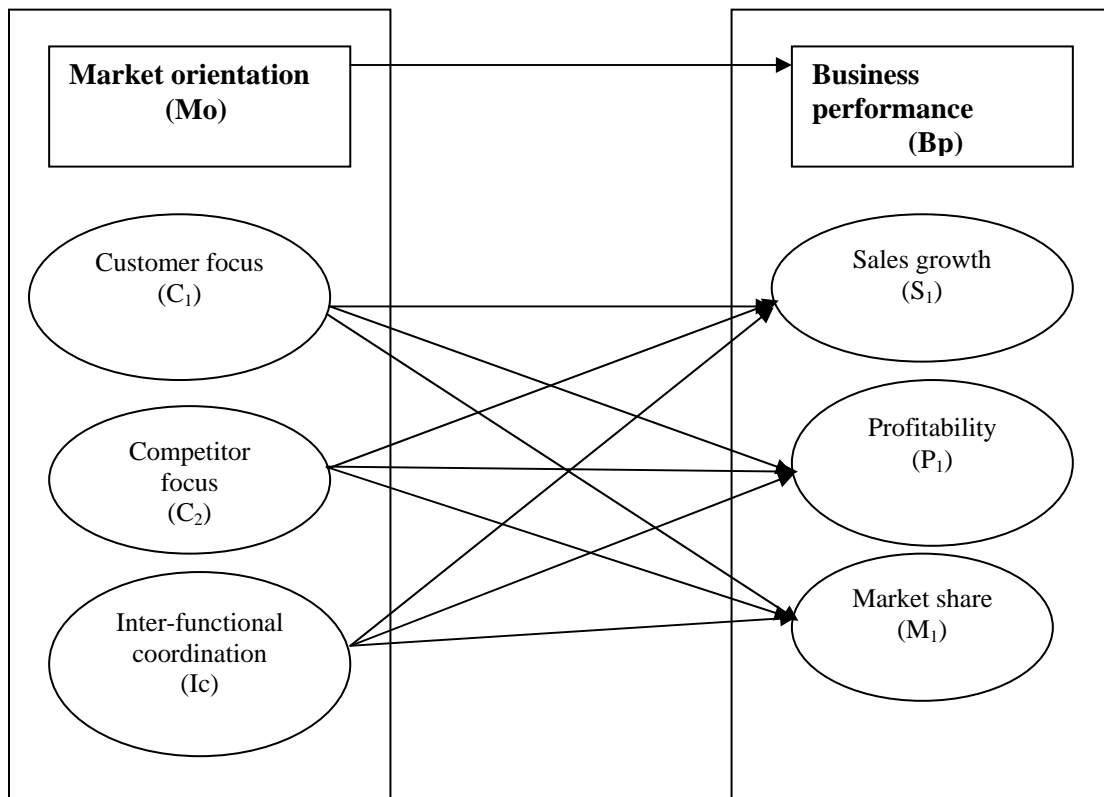 Market orientation
(Mo)
Business
performance
(Bp)
Customer focus
(C₁)
Sales growth
(S₁)
Competitor
focus
(C₂)
Profitability
(P₁)
Inter-functional
coordination
(Ic)
Market share
(M₁)